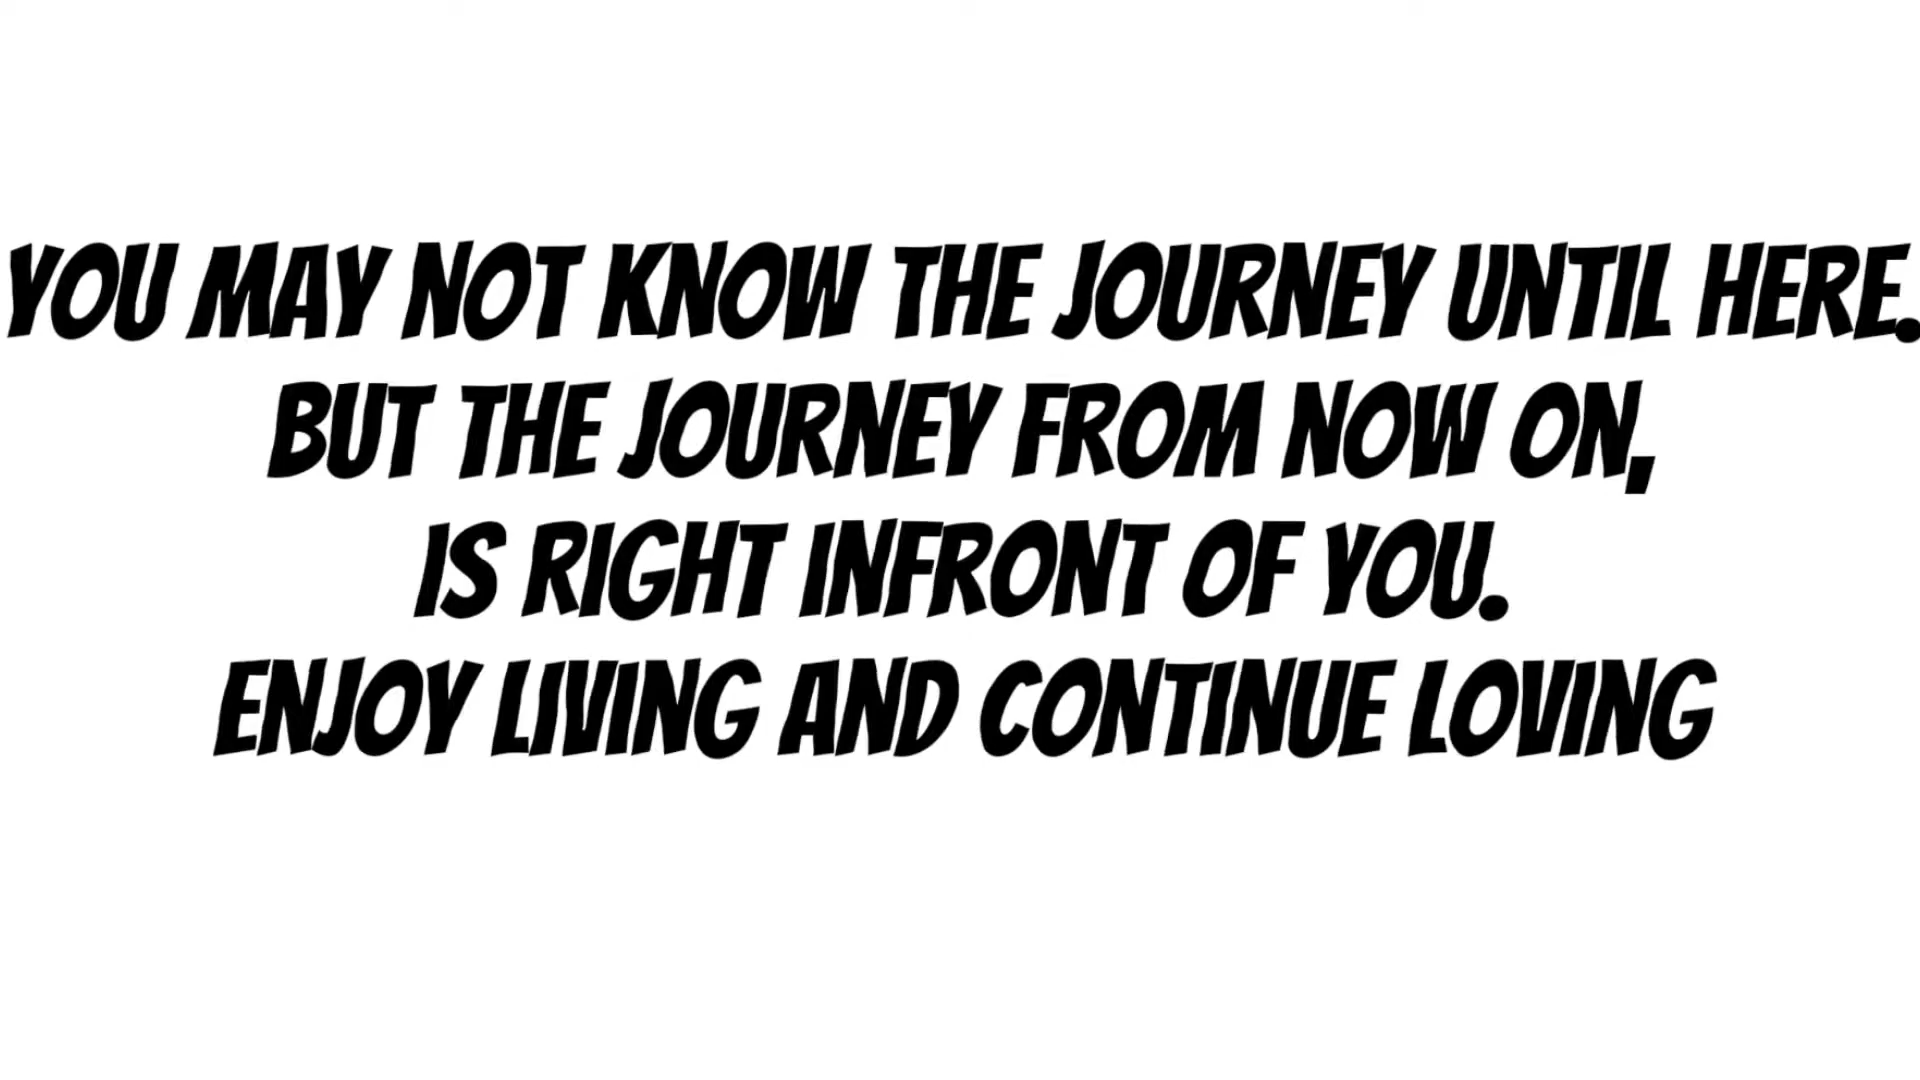 YOU MAY NOT KNOW THE JOURNEY UNTIL HERE.
BUT THE JOURNEY FROM NOW ON,
IS RIGHT INFRONT OF YOU.
ENJOY LIVING AND CONTINUE LOVING